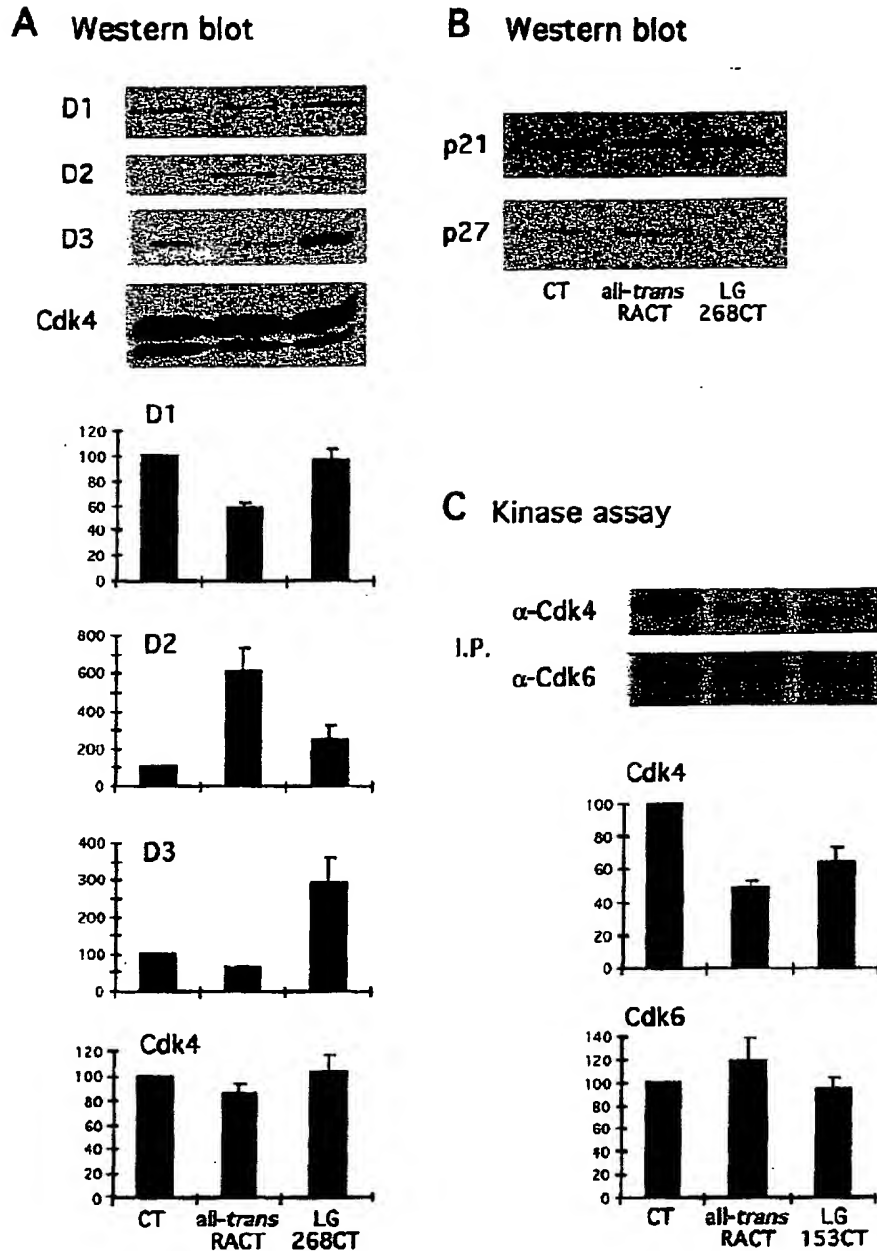 A Western blot
D1
D2
D3
Cdk4
D1
120
100
80
60
40
20
0
D2
800
600
400
200
0
D3
400
300
200
100
0
Cdk4
120
100
80
60
40
20
0
CT all-trans RACT LG 268CT
B Western blot
p21
p27
CT all-trans RACT LG 268CT
C Kinase assay
I.P.
α-Cdk4
α-Cdk6
Cdk4
100
80
60
40
20
0
Cdk6
140
120
100
80
60
40
20
0
CT all-trans RACT LG 153CT